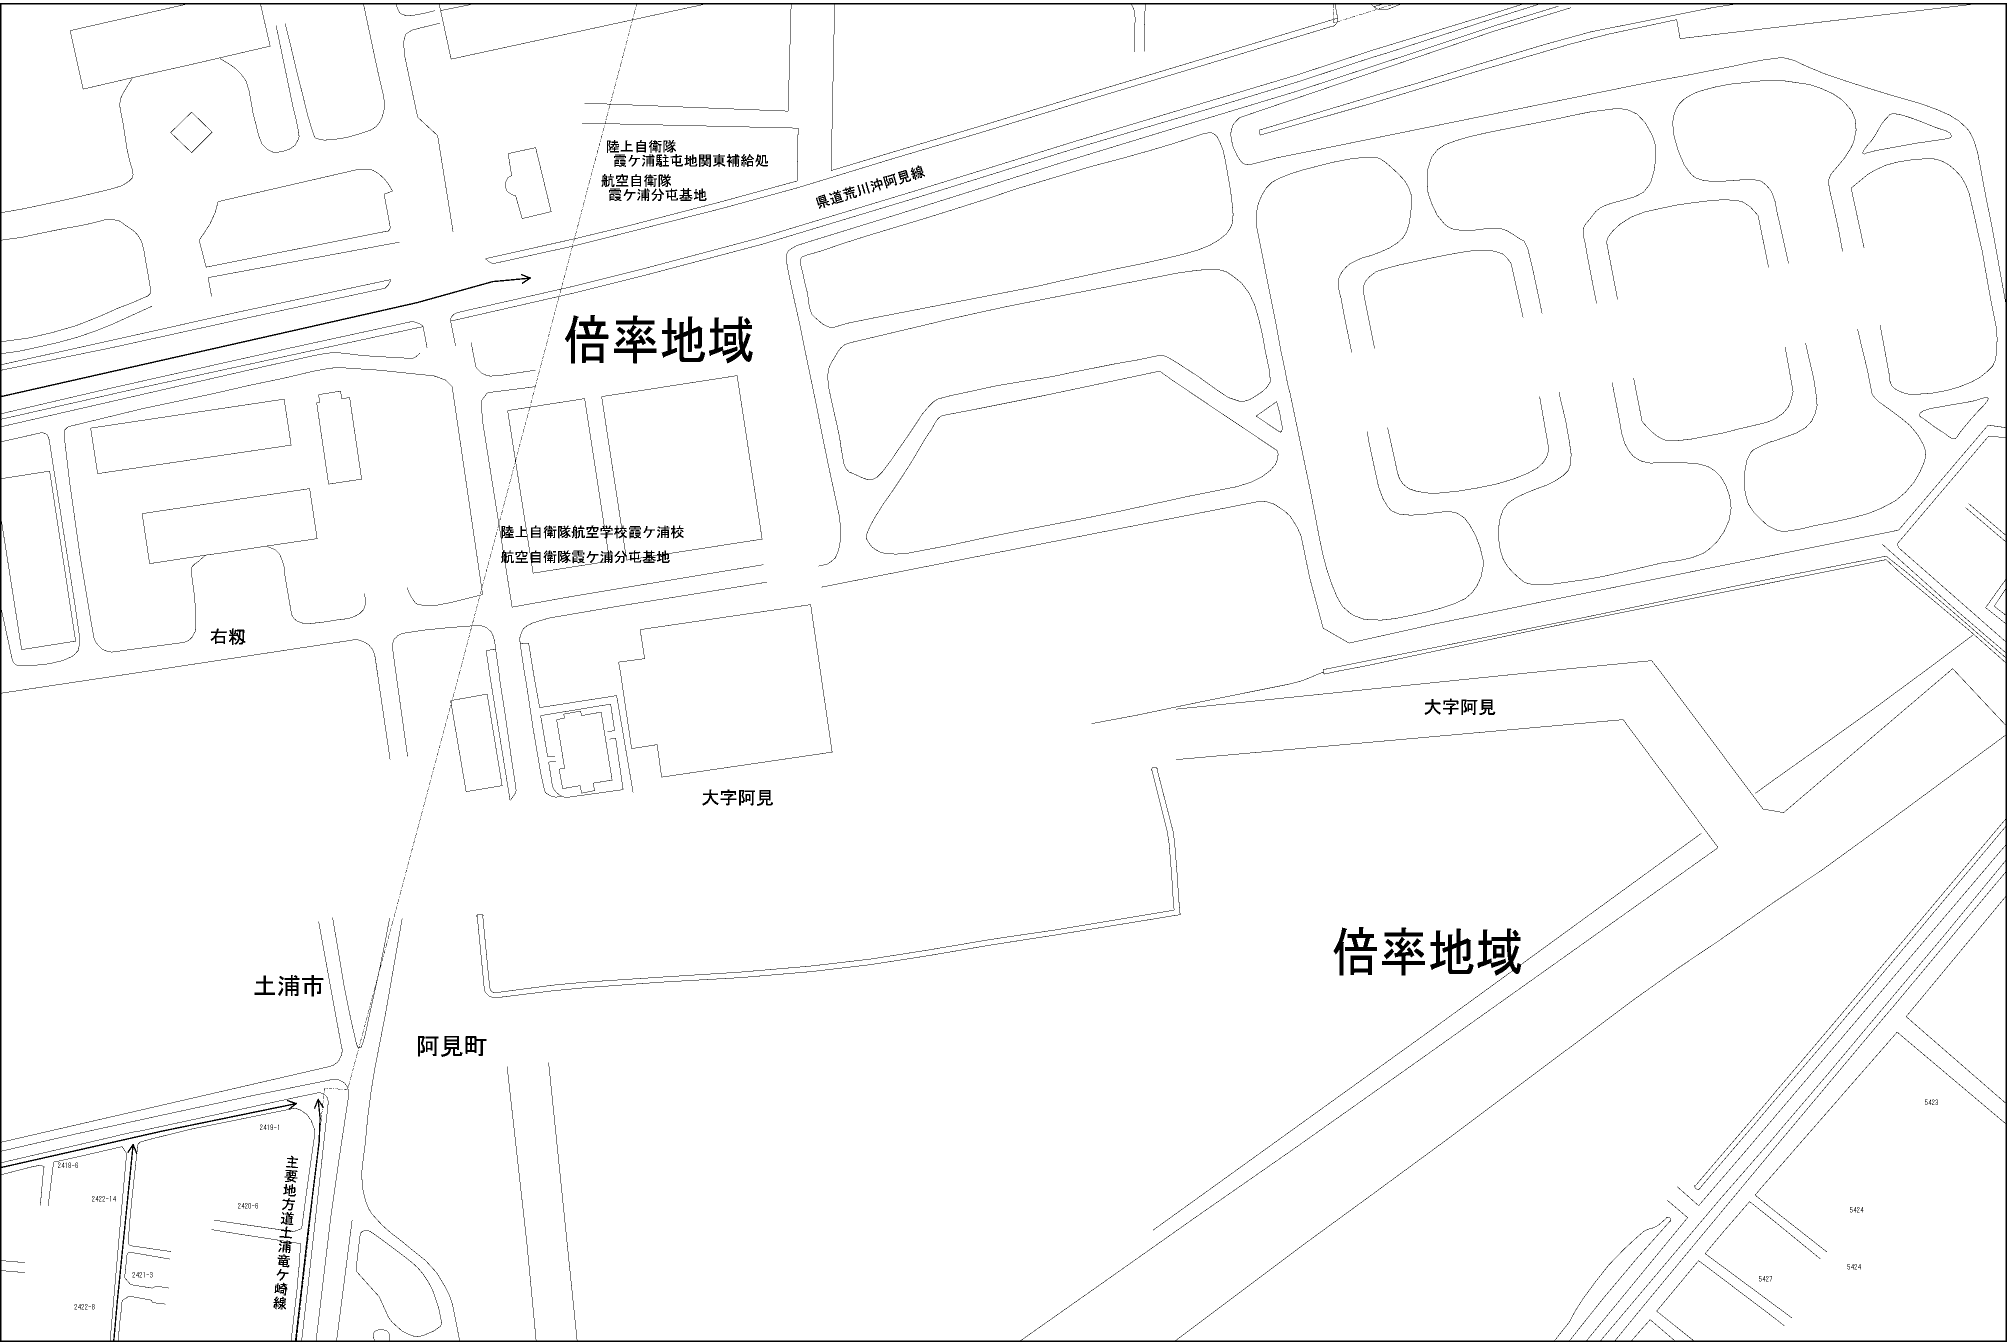 陸上自衛隊
霞ケ浦駐屯地関東補給処
航空自衛隊
霞ケ浦分屯基地
県道荒川沖阿見線
倍率地域
陸上自衛隊航空学校霞ケ浦校
航空自衛隊霞ケ浦分屯基地
右籾
大字阿見
大字阿見
倍率地域
土浦市
阿見町
5423
2419-1
主要地方道土浦竜ケ崎線
2418-6
2422-14
2420-6
5424
5424
2421-3
5427
2422-8